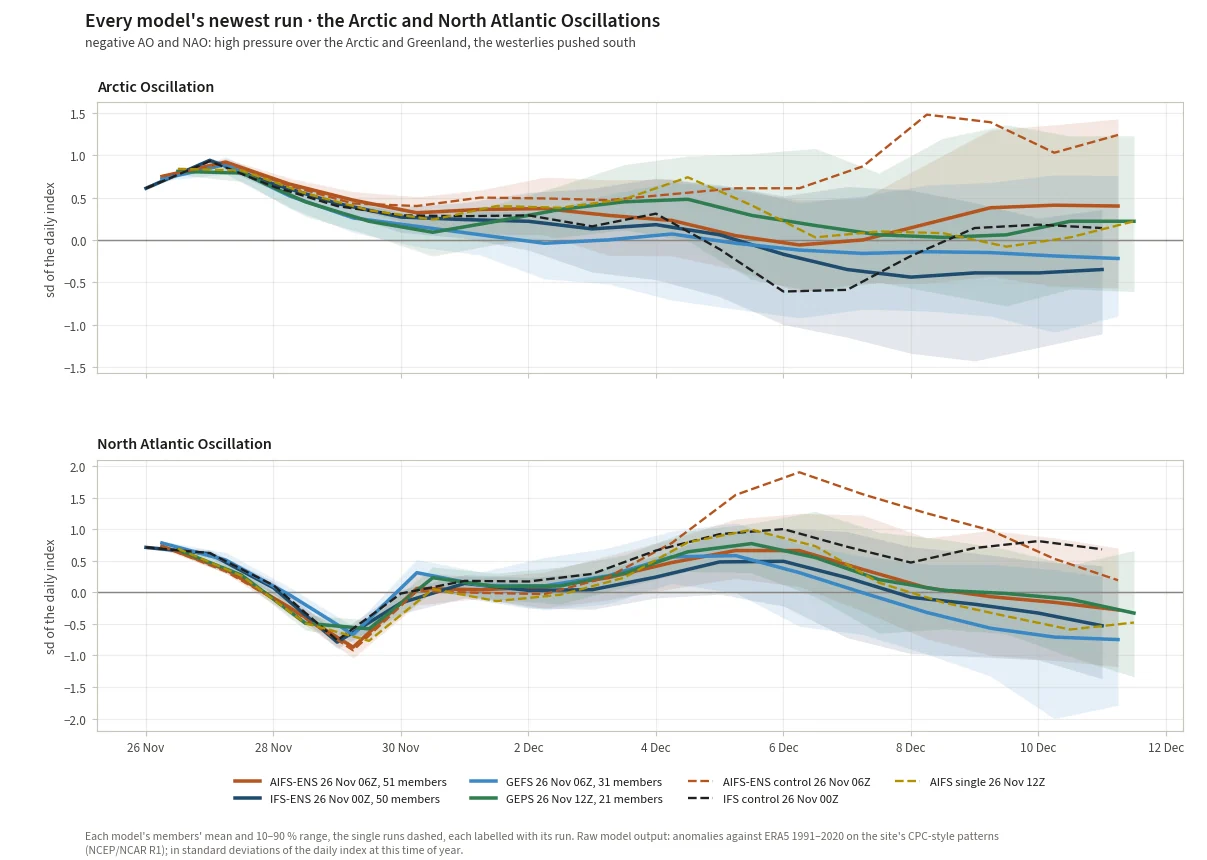 Every model's newest run · the Arctic and North Atlantic Oscillations
negative AO and NAO: high pressure over the Arctic and Greenland, the westerlies pushed south
Arctic Oscillation
1.5
1.0
0.5
0.0
−0.5
−1.0
−1.5
sd of the daily index
North Atlantic Oscillation
2.0
1.5
1.0
0.5
0.0
−0.5
−1.0
−1.5
−2.0
sd of the daily index
26 Nov 28 Nov 30 Nov 2 Dec 4 Dec 6 Dec 8 Dec 10 Dec 12 Dec
AIFS-ENS 26 Nov 06Z, 51 members GEFS 26 Nov 06Z, 31 members AIFS-ENS control 26 Nov 06Z AIFS single 26 Nov 12Z
IFS-ENS 26 Nov 00Z, 50 members GEPS 26 Nov 12Z, 21 members IFS control 26 Nov 00Z
Each model's members' mean and 10–90 % range, the single runs dashed, each labelled with its run. Raw model output: anomalies against ERA5 1991–2020 on the site's CPC-style patterns
(NCEP/NCAR R1); in standard deviations of the daily index at this time of year.